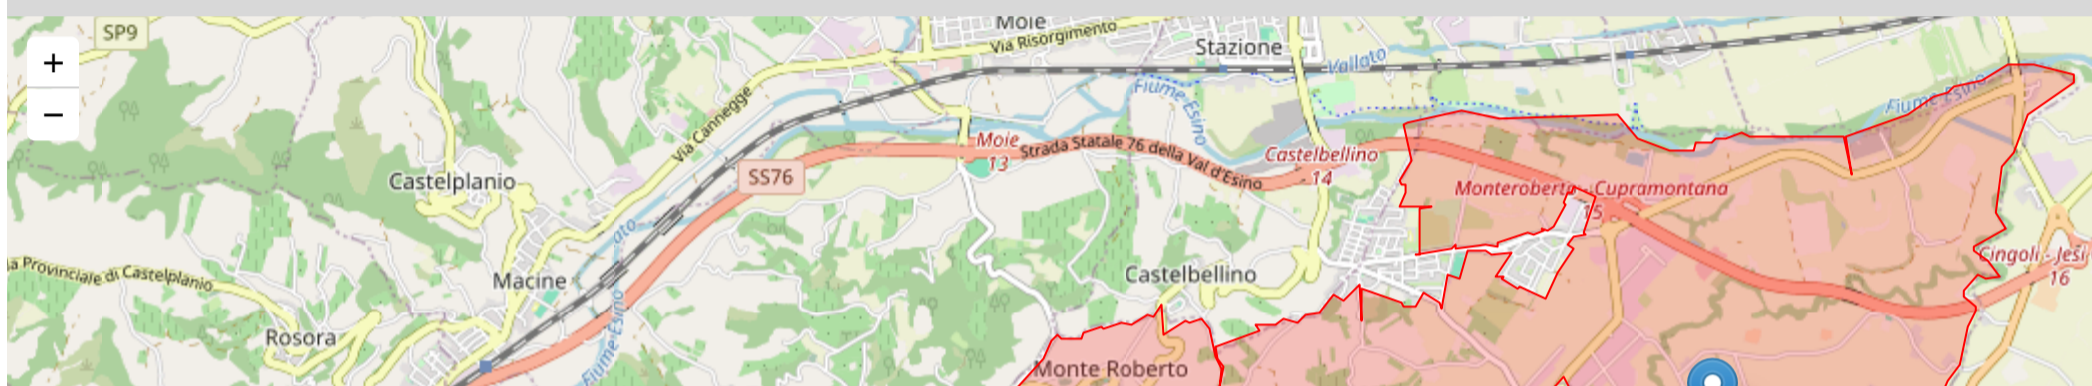 SP9
Moie
Via Risorgimento
Stazione
Vallato
+
−
Via Cannegge
Fiume Esino
Fiume Esino
Moie
13
Strada Statale 76 della Val d'Esino
Castelbellino
14
SS76
Castelplanio
Monteroberto - Cupramontana
15
ato
Castelbellino
Cingoli - Jesi
16
a Provinciale di Castelplanio
Macine
Fiume Esino
Rosora
Monte Roberto